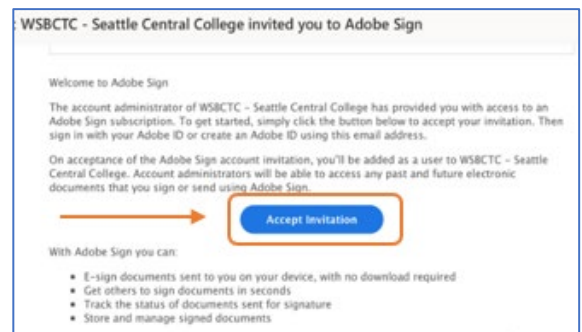 WSBCTC - Seattle Central College invited you to Adobe Sign
Welcome to Adobe Sign
The account administrator of WSBCTC - Seattle Central College has provided you with access to an
Adobe Sign subscription. To get started, simply click the button below to accept your invitation. Then
sign in with your Adobe ID or create an Adobe ID using this email address.
On acceptance of the Adobe Sign account invitation, you'll be added as a user to WSBCTC - Seattle
Central College. Account administrators will be able to access any past and future electronic
documents that you sign or send using Adobe Sign.
Accept Invitation
With Adobe Sign you can:
• E-sign documents sent to you on your device, with no download required
• Get others to sign documents in seconds
• Track the status of documents sent for signature
• Store and manage signed documents